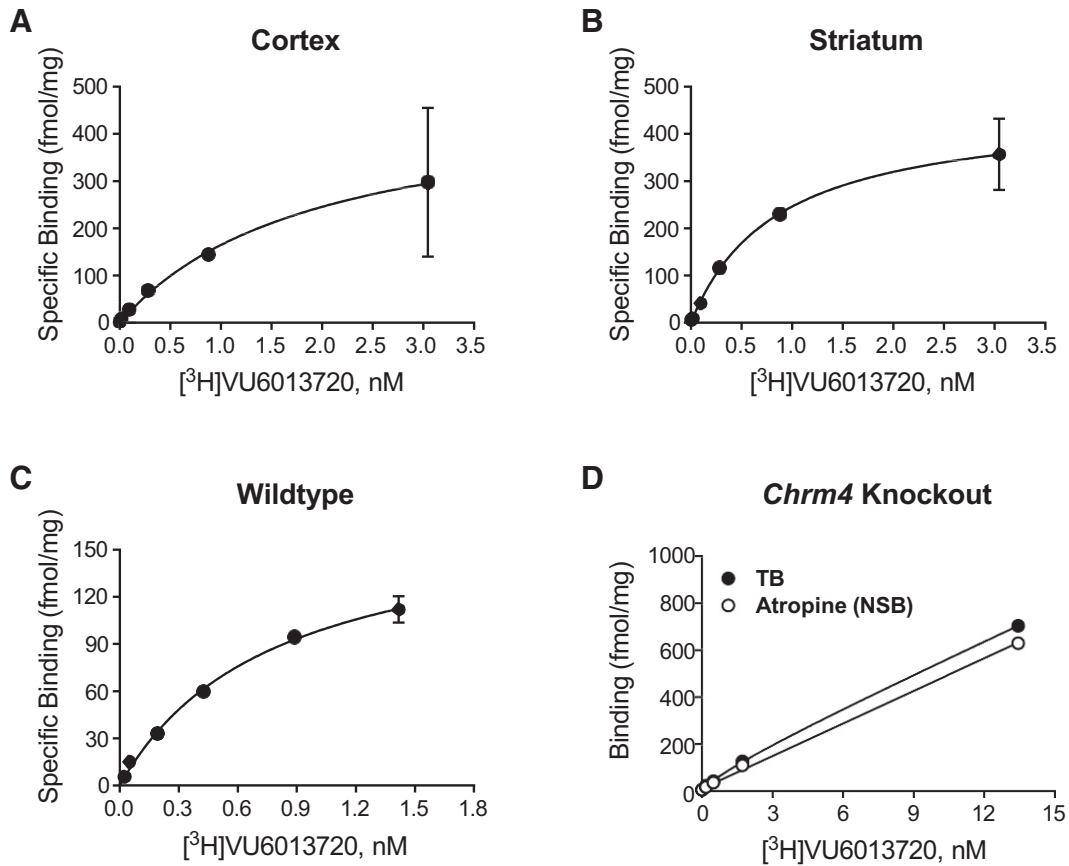 A
Cortex
Specific Binding (fmol/mg)
500
400
300
200
100
0
0.0 0.5 1.0 1.5 2.0 2.5 3.0 3.5
[³H]VU6013720, nM
B
Striatum
Specific Binding (fmol/mg)
500
400
300
200
100
0
0.0 0.5 1.0 1.5 2.0 2.5 3.0 3.5
[³H]VU6013720, nM
C
Wildtype
Specific Binding (fmol/mg)
150
120
90
60
30
0
0.0 0.3 0.6 0.9 1.2 1.5 1.8
[³H]VU6013720, nM
D
Chrm4 Knockout
Binding (fmol/mg)
1000
800
600
400
200
0
TB
Atropine (NSB)
0 3 6 9 12 15
[³H]VU6013720, nM